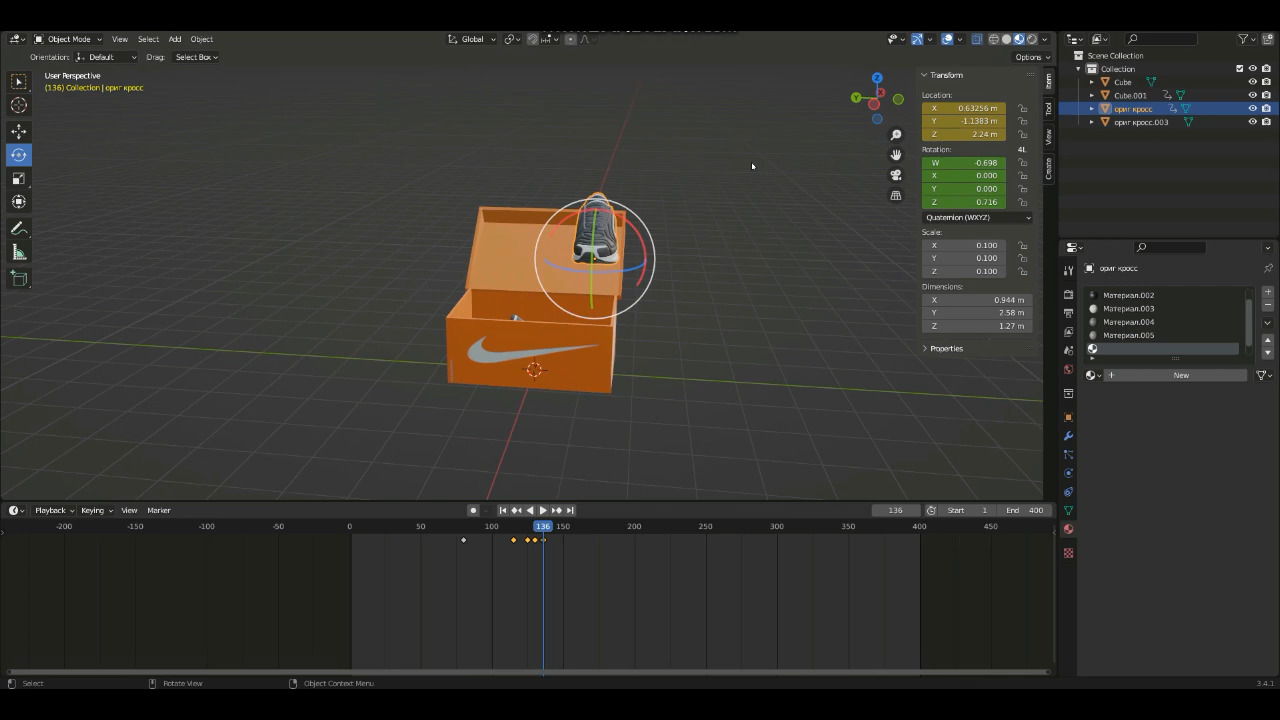 Object Mode View Select Add Object Global Options
Orientation: Default Drag: Select Box
User Perspective
(136) Collection | ориг кросс
Transform
Location:
X 0.63256 m
Y -1.1383 m
Z 2.24 m
Rotation: 4L
W -0.698
X 0.000
Y 0.000
Z 0.716
Quaternion (WXYZ)
Scale:
X 0.100
Y 0.100
Z 0.100
Dimensions:
X 0.944 m
Y 2.58 m
Z 1.27 m
Properties
Item
Tool
View
Create
Z
Y
X
Scene Collection
Collection
Cube
Cube.001
ориг кросс
ориг кросс.003
ориг кросс
Материал.002
Материал.003
Материал.004
Материал.005
New
Playback Keying View Marker 136 Start 1 End 400
-200 -150 -100 -50 0 50 100 136 150 200 250 300 350 400 450
Select Rotate View Object Context Menu 3.4.1